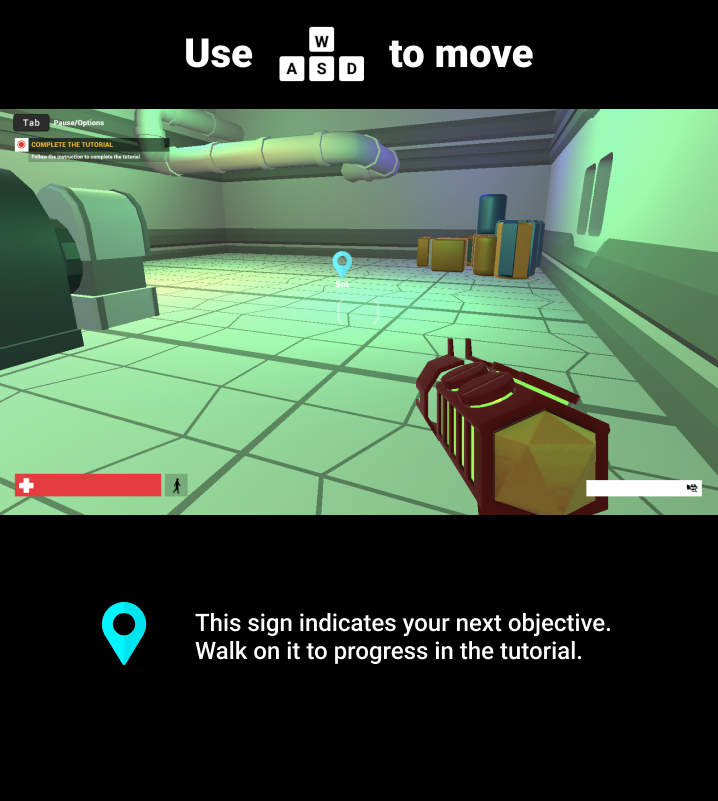 Use W A S D to move
Tab Pause/Options
COMPLETE THE TUTORIAL
Follow the instruction to complete the tutorial
5m
This sign indicates your next objective.
Walk on it to progress in the tutorial.